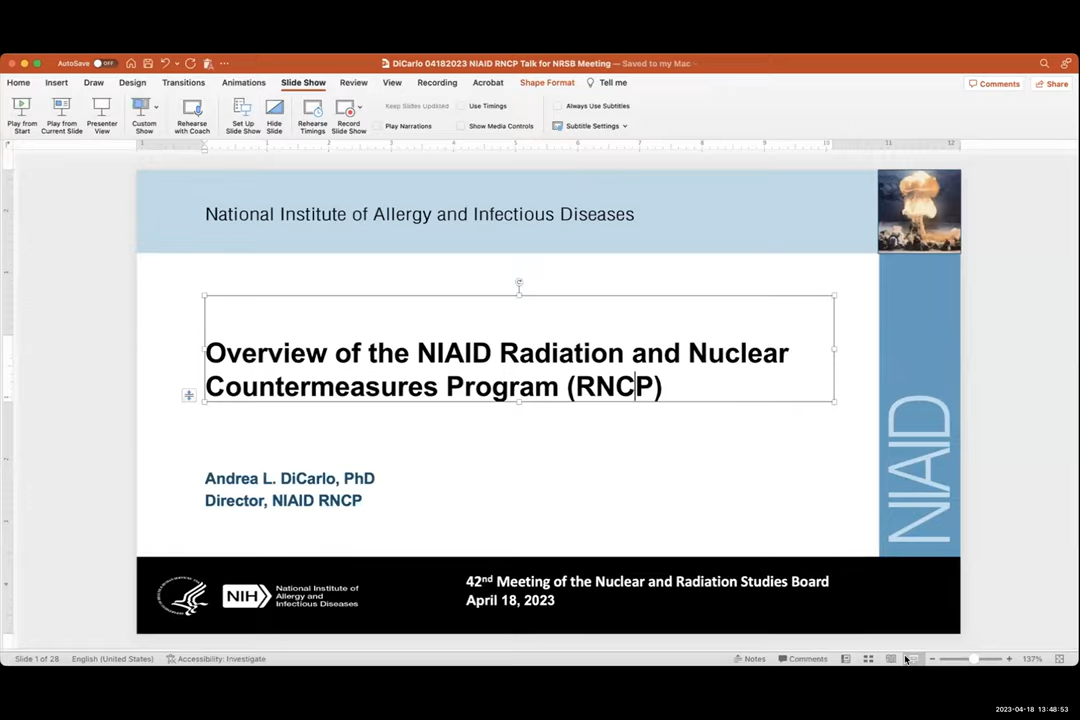 AutoSave OFF
DiCarlo 04182023 NIAID RNCP Talk for NRSB Meeting — Saved to my Mac
Home Insert Draw Design Transitions Animations Slide Show Review View Recording Acrobat Shape Format Tell me
Comments Share
Play from Start
Play from Current Slide
Presenter View
Custom Show
Rehearse with Coach
Set Up Slide Show
Hide Slide
Rehearse Timings
Record Slide Show
Keep Slides Updated
Play Narrations
Use Timings
Show Media Controls
Always Use Subtitles
Subtitle Settings
National Institute of Allergy and Infectious Diseases
Overview of the NIAID Radiation and Nuclear
Countermeasures Program (RNCP)
Andrea L. DiCarlo, PhD
Director, NIAID RNCP
NIAID
NIH
National Institute of
Allergy and
Infectious Diseases
42nd Meeting of the Nuclear and Radiation Studies Board
April 18, 2023
Slide 1 of 28 English (United States) Accessibility: Investigate
Notes Comments 137%
2023-04-18 13:48:53